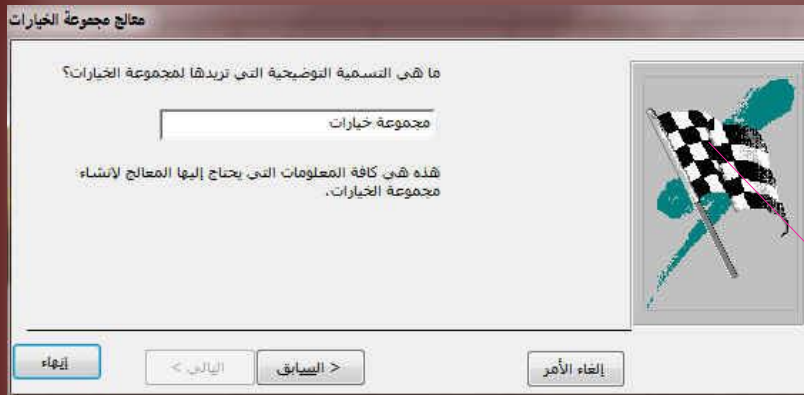 معالج مجموعة الخيارات
ما هي التسمية التوضيحية التي تريدها لمجموعة الخيارات؟
مجموعة خيارات
هذه هي كافة المعلومات التي يحتاج إليها المعالج لإنشاء
مجموعة الخيارات.
إلغاء الأمر
< السابق
التالي >
إنهاء